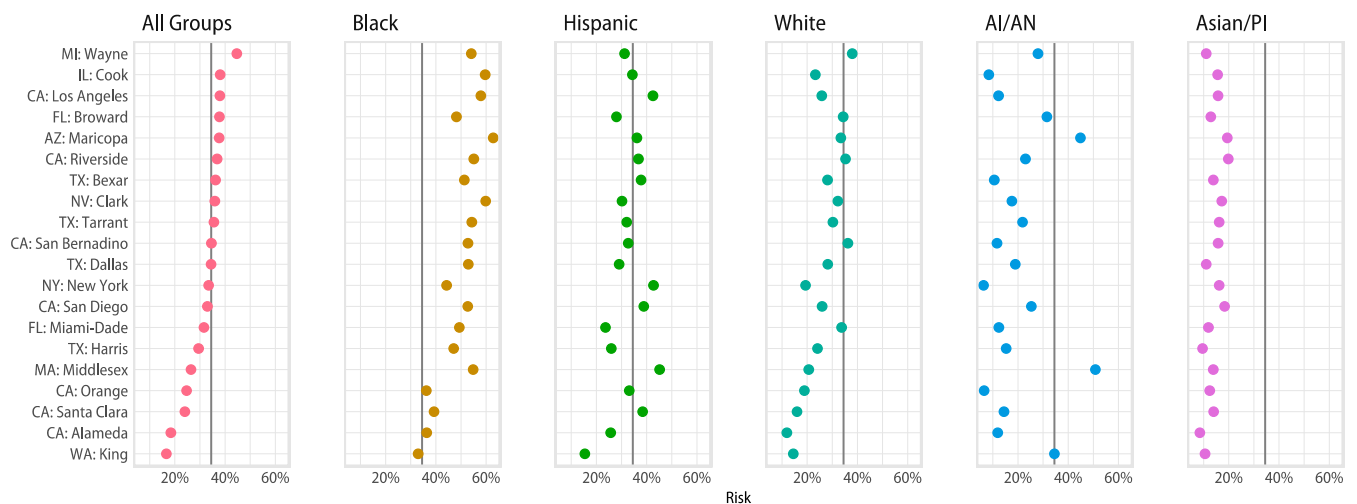 All Groups Black Hispanic White AI/AN Asian/PI
MI: Wayne
IL: Cook
CA: Los Angeles
FL: Broward
AZ: Maricopa
CA: Riverside
TX: Bexar
NV: Clark
TX: Tarrant
CA: San Bernadino
TX: Dallas
NY: New York
CA: San Diego
FL: Miami-Dade
TX: Harris
MA: Middlesex
CA: Orange
CA: Santa Clara
CA: Alameda
WA: King
20% 40% 60% 20% 40% 60% 20% 40% 60% 20% 40% 60% 20% 40% 60% 20% 40% 60%
Risk